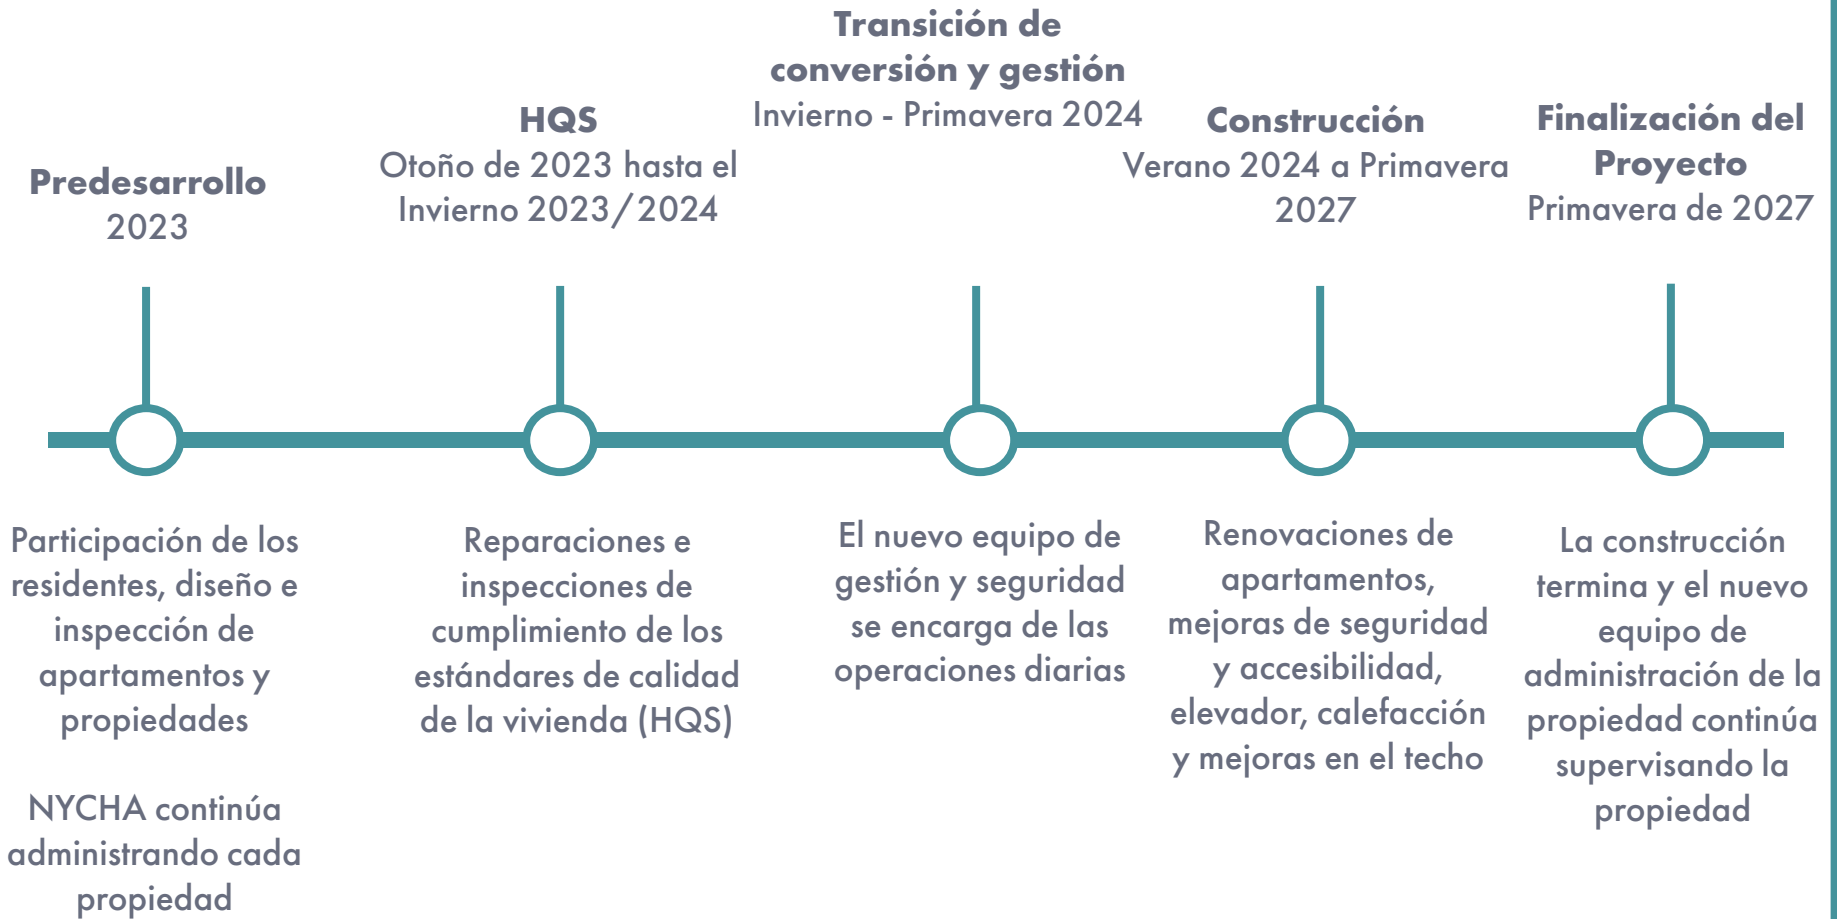 Predesarrollo
2023
HQS
Otoño de 2023 hasta el
Invierno 2023/2024
Transición de
conversión y gestión
Invierno - Primavera 2024
Construcción
Verano 2024 a Primavera
2027
Finalización del
Proyecto
Primavera de 2027
Participación de los
residentes, diseño e
inspección de
apartamentos y
propiedades
NYCHA continúa
administrando cada
propiedad
Reparaciones e
inspecciones de
cumplimiento de los
estándares de calidad
de la vivienda (HQS)
El nuevo equipo de
gestión y seguridad
se encarga de las
operaciones diarias
Renovaciones de
apartamentos,
mejoras de seguridad
y accesibilidad,
elevador, calefacción
y mejoras en el techo
La construcción
termina y el nuevo
equipo de
administración de la
propiedad continúa
supervisando la
propiedad